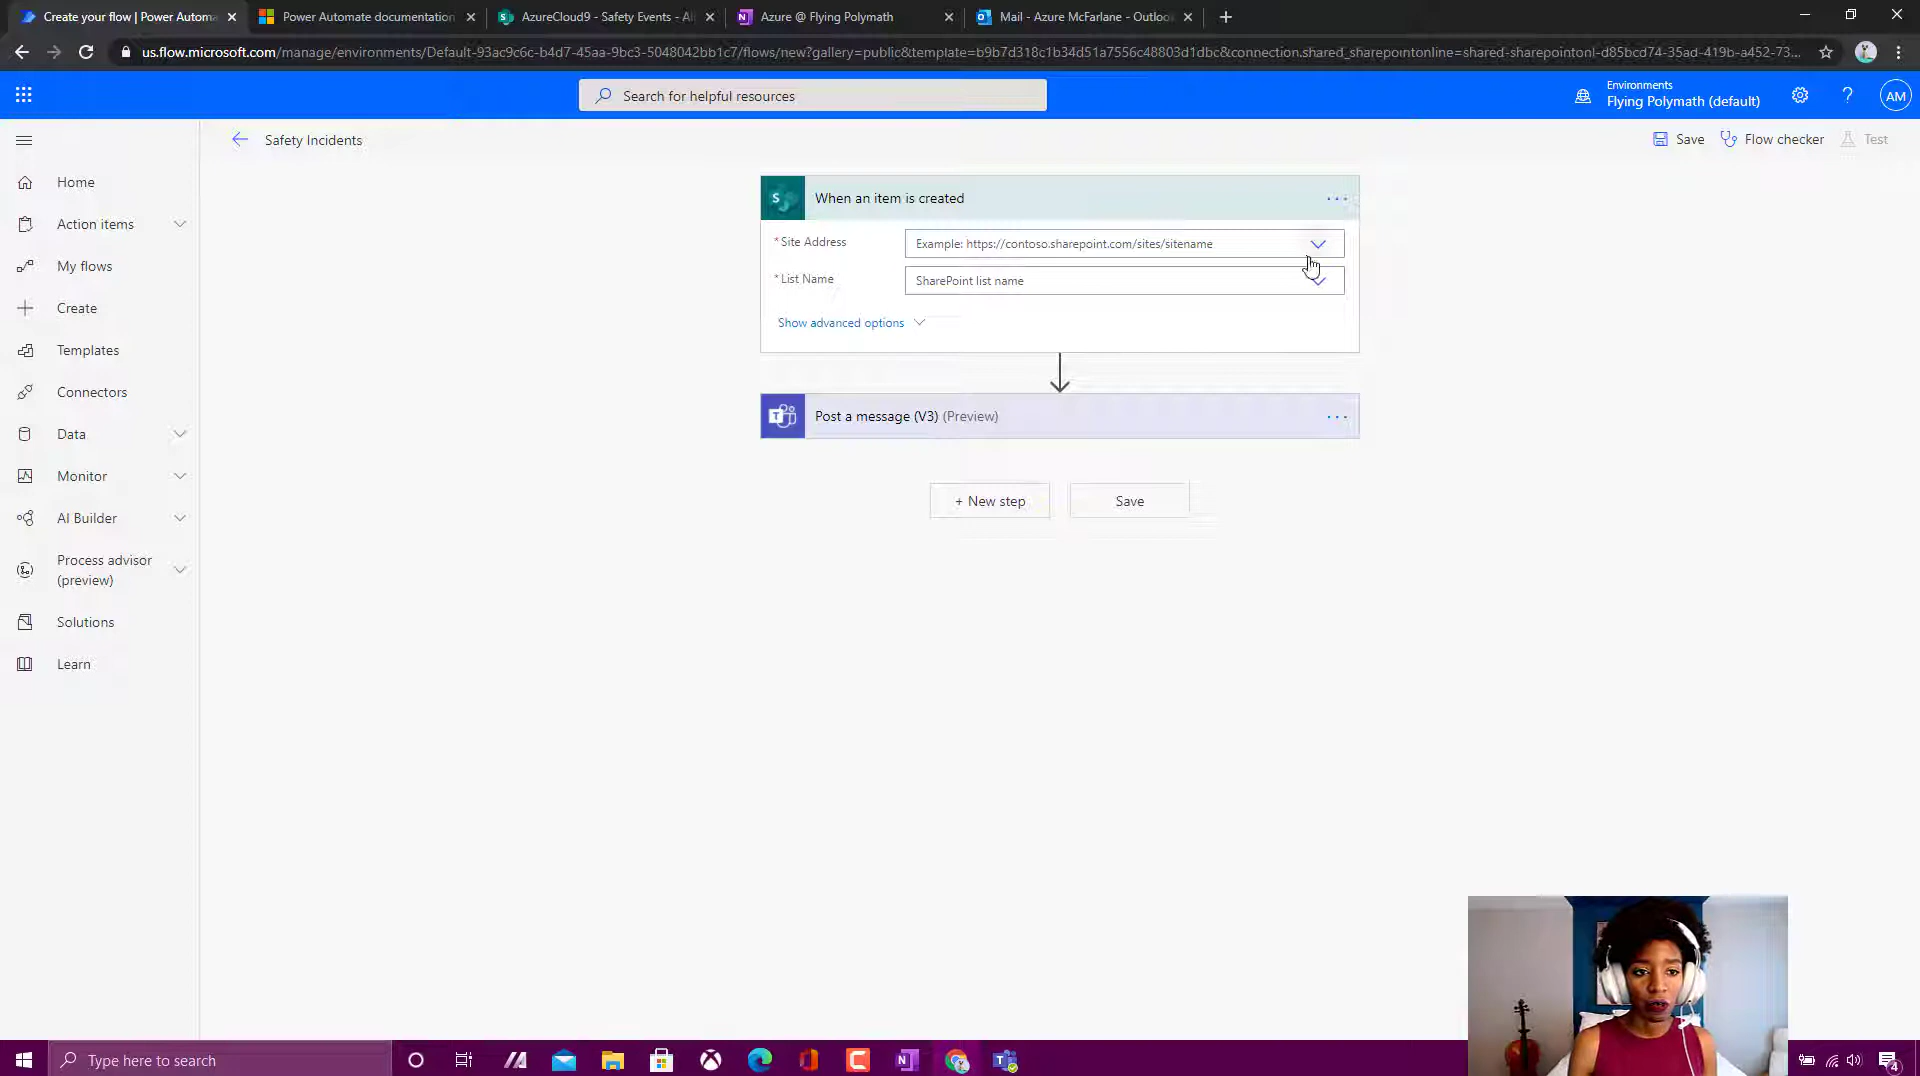 Create your flow | Power Automa
Power Automate documentation
AzureCloud9 - Safety Events - Al
Azure @ Flying Polymath
Mail - Azure McFarlane - Outloo
us.flow.microsoft.com/manage/environments/Default-93ac9c6c-b4d7-45aa-9bc3-5048042bb1c7/flows/new?gallery=public&template=b9b7d318c1b34d51a7556c48803d1dbc&connection.shared_sharepointonline=shared-sharepointonl-d85bcd74-35ad-419b-a452-73...
Search for helpful resources
Environments
Flying Polymath (default)
?
AM
Safety Incidents
Save
Flow checker
Test
Home
Action items
My flows
Create
Templates
Connectors
Data
Monitor
AI Builder
Process advisor
(preview)
Solutions
Learn
When an item is created
* Site Address
Example: https://contoso.sharepoint.com/sites/sitename
* List Name
SharePoint list name
Show advanced options
Post a message (V3) (Preview)
+ New step
Save
Type here to search
4